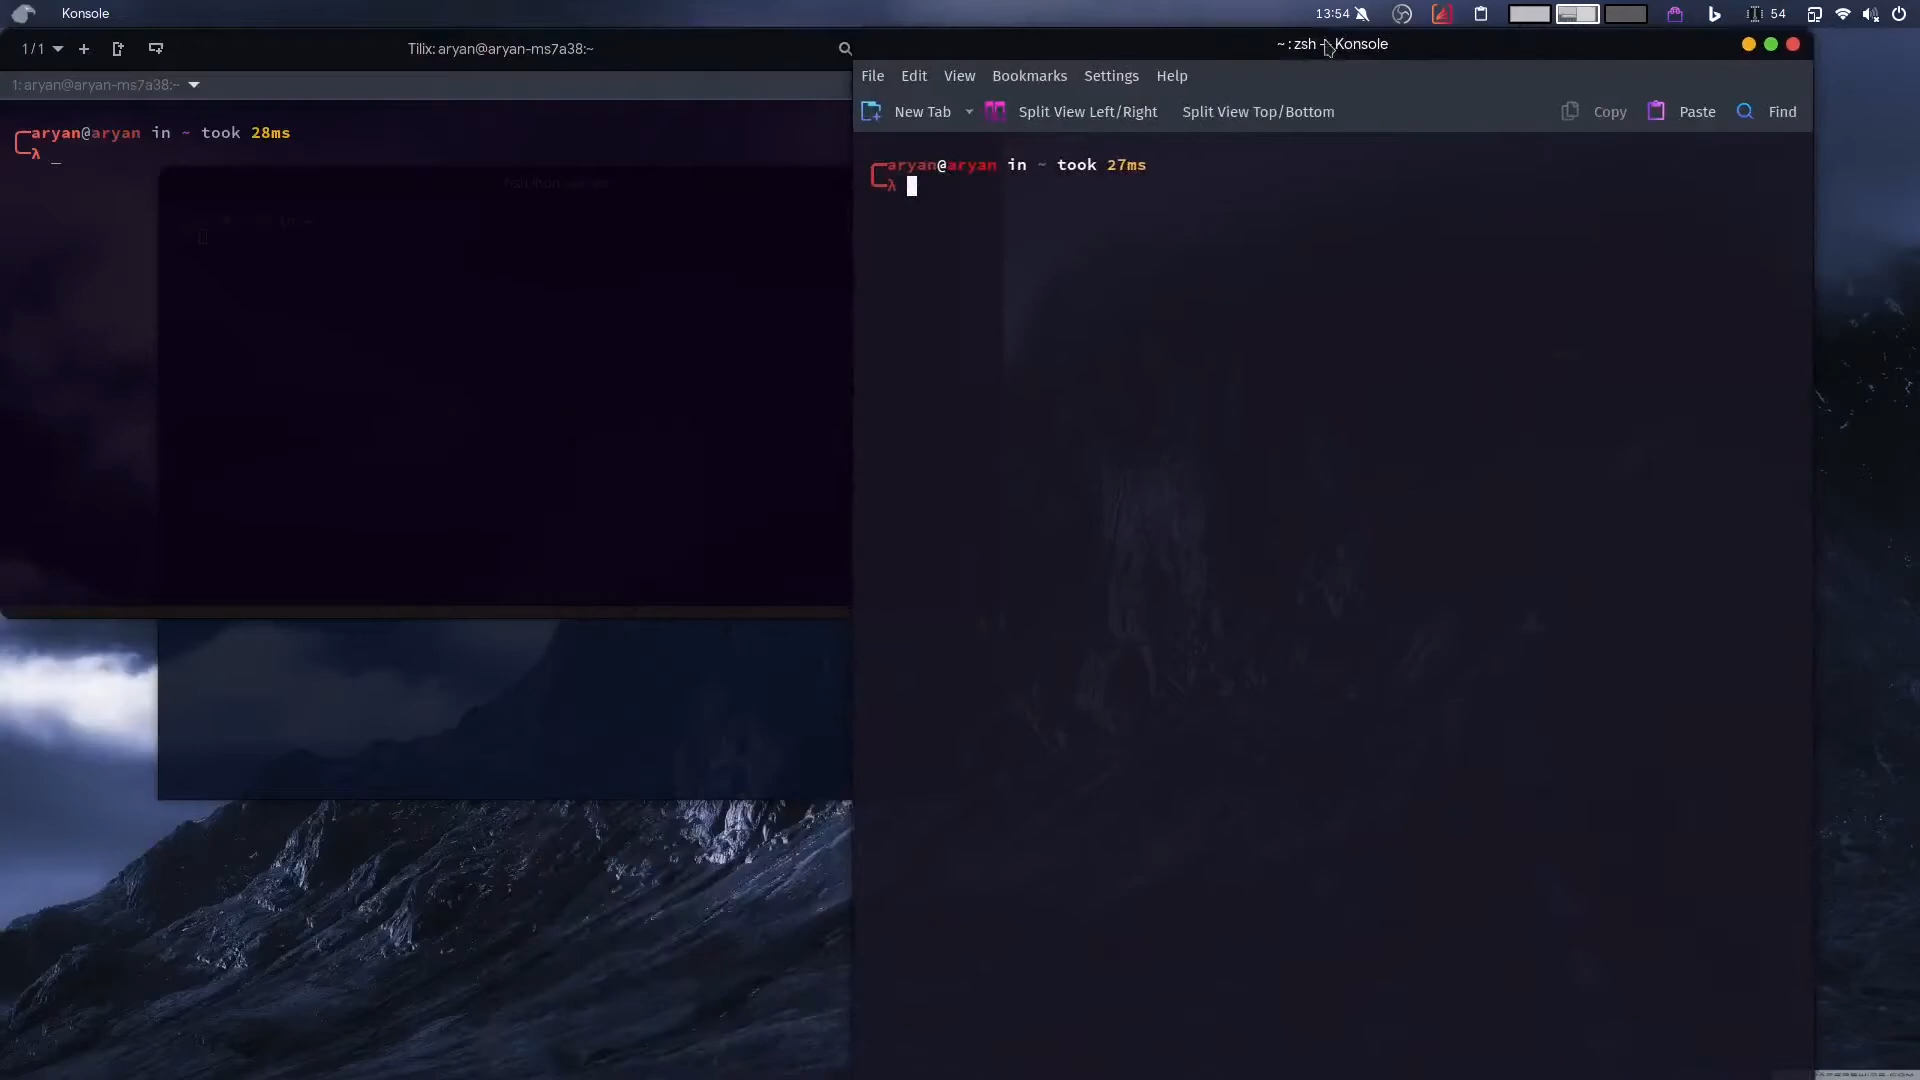 Konsole
13:54
54
1/1
Tilix: aryan@aryan-ms7a38:~
~ : zsh — Konsole
1: aryan@aryan-ms7a38:~
File Edit View Bookmarks Settings Help
New Tab Split View Left/Right Split View Top/Bottom Copy Paste Find
aryan@aryan in ~ took 28ms
λ _
aryan@aryan in ~ took 27ms
λ